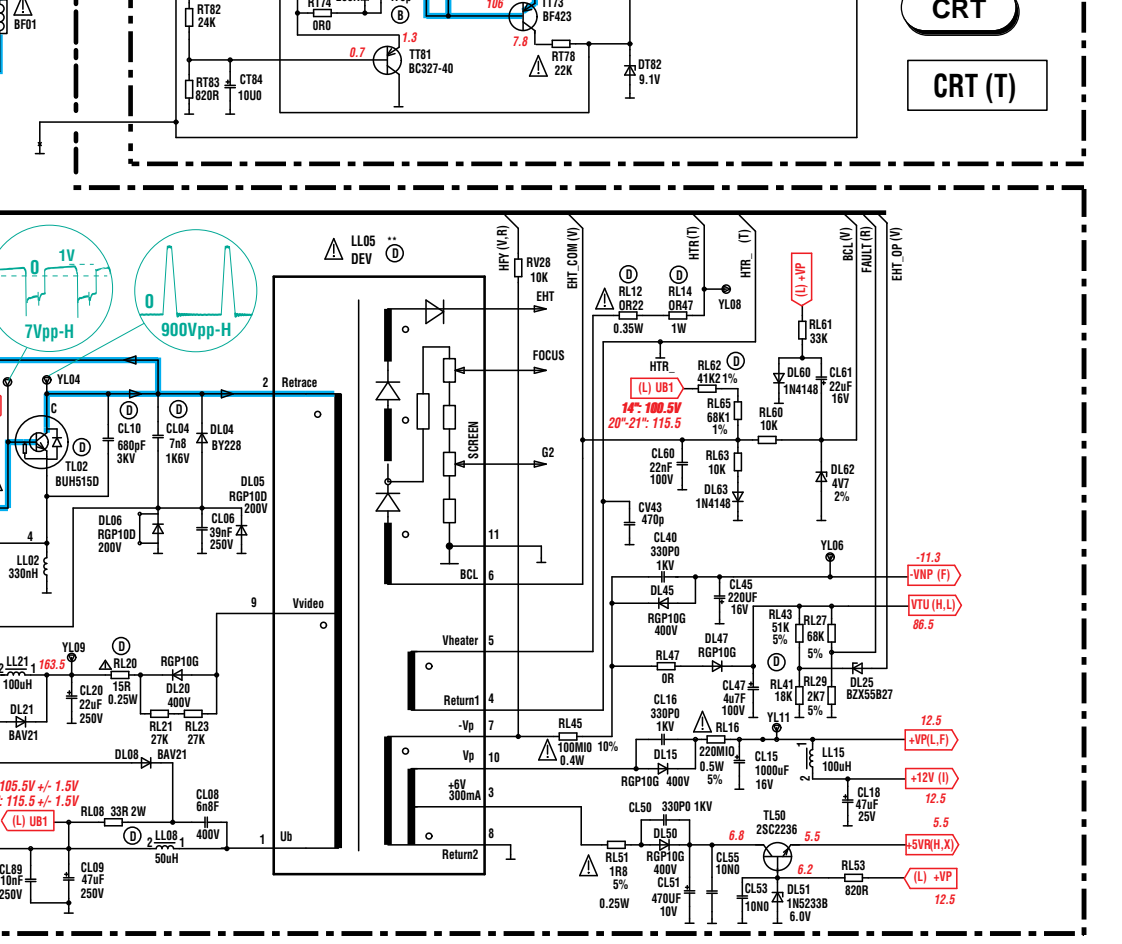 BF01
RT82
24K
RT83
820R
CT84
10U0
RT74
0R0
B
0.7
1.3
TT81
BC327-40
106
TT73
BF423
7.8
RT78
22K
DT82
9.1V
CRT
CRT (T)
1V
0
7Vpp-H
0
900Vpp-H
LL05
DEV
**
D
HFY (V,R)
RV28
10K
EHT_COM (V)
HTR (T)
HTR_ (T)
BCL (V)
FAULT (R)
EHT_OP (V)
EHT
FOCUS
SCREEN
G2
D
RL12
0R22
0.35W
D
RL14
0R47
1W
YL08
(L) +VP
RL61
33K
HTR_
RL62
41K2 1%
D
(L) UB1
14": 100.5V
20"-21": 115.5
RL65
68K1
1%
DL60
1N4148
CL61
22uF
16V
RL60
10K
CL60
22nF
100V
RL63
10K
DL63
1N4148
DL62
4V7
2%
YL04
C
2 Retrace
D
CL10
680pF
3KV
D
CL04
7n8
1K6V
DL04
BY228
D
TL02
BUH515D
DL05
RGP10D
200V
DL06
RGP10D
200V
CL06
39nF
250V
4
LL02
330nH
11
BCL 6
CV43
470p
CL40
330P0
1KV
YL06
-11.3
-VNP (F)
DL45
RGP10G
400V
CL45
220UF
16V
VTU (H,L)
86.5
9 Vvideo
Vheater 5
Return1 4
-Vp 7
Vp 10
+6V
300mA
3
8
Return2
RL43
51K
5%
RL27
68K
5%
RL47
0R
DL47
RGP10G
D
RL41
18K
RL29
2K7
5%
DL25
BZX55B27
CL47
4u7F
100V
YL09
2 LL21 1
100uH
163.5
D
RL20
15R
0.25W
RGP10G
DL20
400V
CL20
22uF
250V
RL21
27K
RL23
27K
DL21
BAV21
DL08 BAV21
105.5V +/- 1.5V
: 115.5 +/- 1.5V
(L) UB1
RL08 33R 2W
CL08
6n8F
400V
D
2 LL08 1
50uH
1 Ub
CL89
10nF
250V
CL09
47uF
250V
RL45
100MI0 10%
0.4W
CL16
330P0
1KV
DL15
RGP10G 400V
RL16
220MI0
0.5W
5%
YL11
CL15
1000uF
16V
1
2
LL15
100uH
12.5
+VP(L,F)
+12V (I)
12.5
CL18
47uF
25V
CL50 330P0 1KV
DL50
RGP10G
400V
RL51
1R8
5%
0.25W
CL51
470UF
10V
CL55
10N0
TL50
2SC2236
6.8
5.5
6.2
5.5
+5VR(H,X)
CL53
10N0
DL51
1N5233B
6.0V
RL53
820R
(L) +VP
12.5